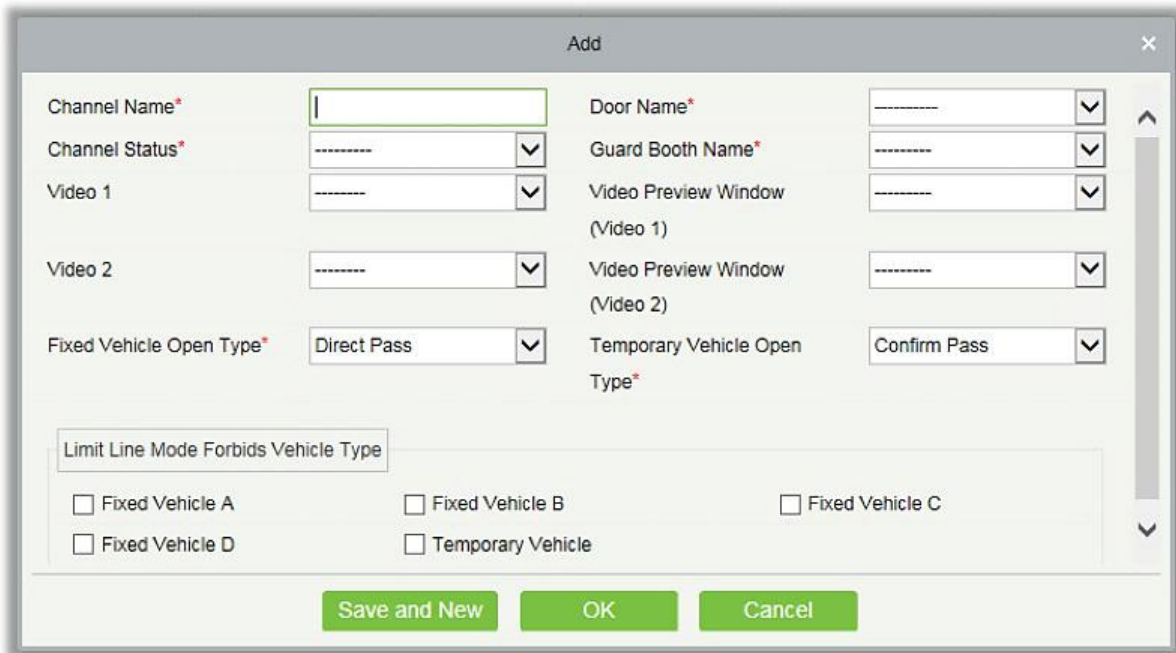 Add ×
Channel Name* Door Name* ----------
Channel Status* --------- Guard Booth Name* ---------
Video 1 -------- Video Preview Window ---------
(Video 1)
Video 2 -------- Video Preview Window ---------
(Video 2)
Fixed Vehicle Open Type* Direct Pass Temporary Vehicle Open Confirm Pass
Type*
Limit Line Mode Forbids Vehicle Type
Fixed Vehicle A Fixed Vehicle B Fixed Vehicle C
Fixed Vehicle D Temporary Vehicle
Save and New OK Cancel